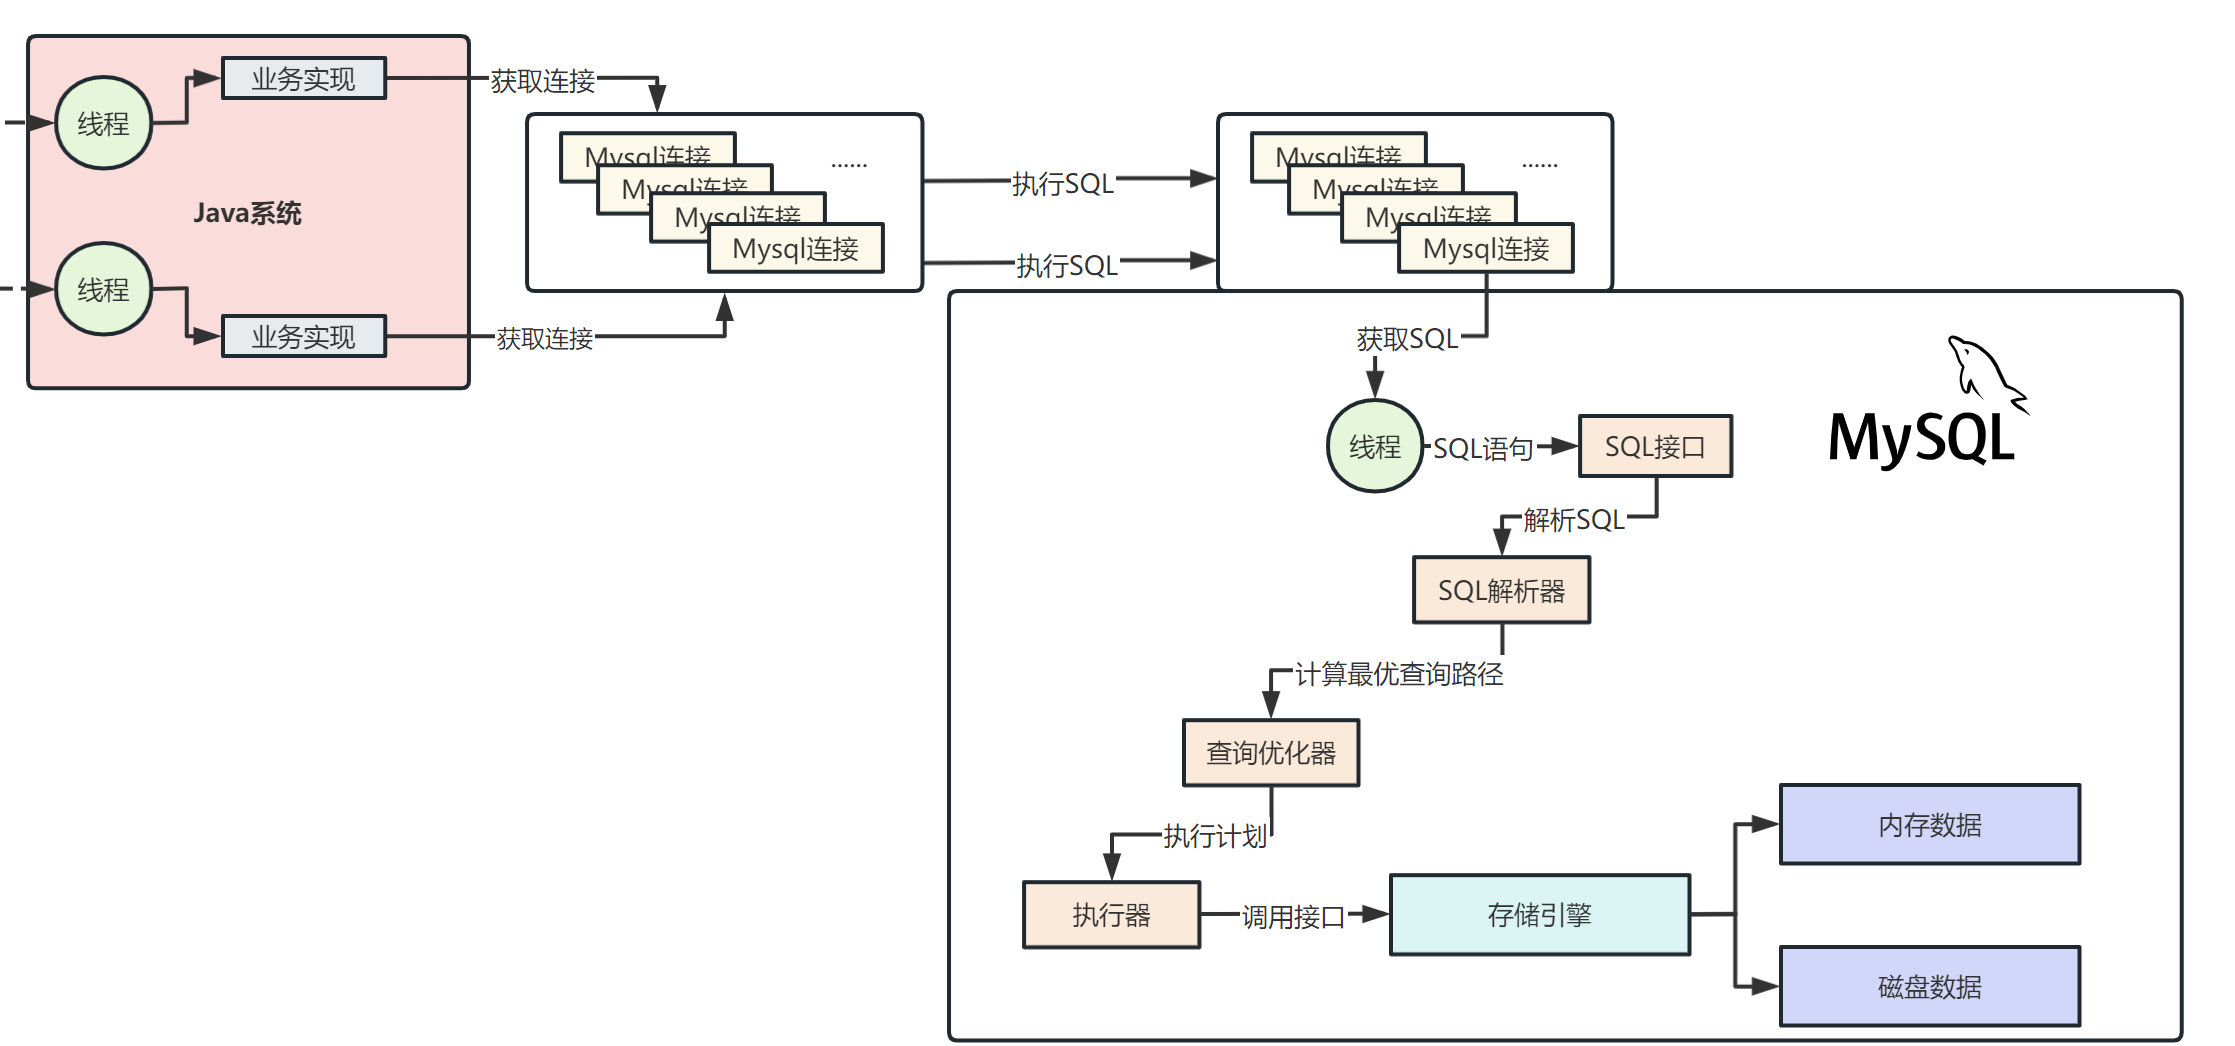 线程
业务实现
Java系统
线程
业务实现
获取连接
获取连接
Mysql连接
Mysql连接
Mysql连接
Mysql连接
......
执行SQL
执行SQL
Mysql连接
Mysql连接
Mysql连接
Mysql连接
......
获取SQL
线程
SQL语句
SQL接口
MySQL
解析SQL
SQL解析器
计算最优查询路径
查询优化器
执行计划
执行器
调用接口
存储引擎
内存数据
磁盘数据